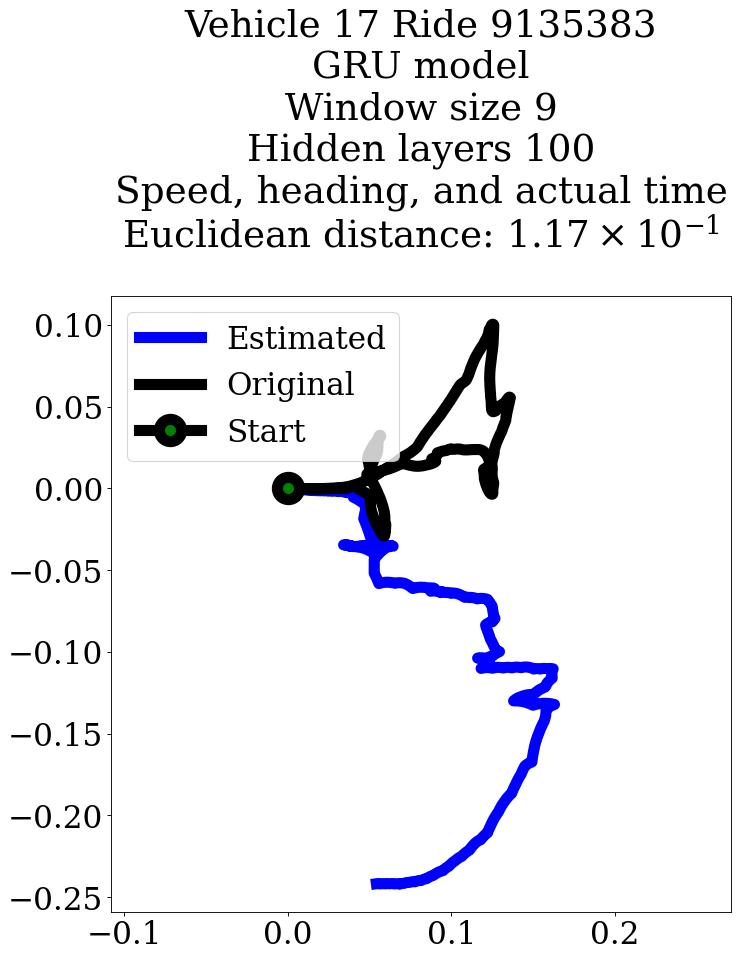 Vehicle 17 Ride 9135383
GRU model
Window size 9
Hidden layers 100
Speed, heading, and actual time
Euclidean distance: 1.17 × 10⁻¹
Estimated
Original
Start
0.10
0.05
0.00
−0.05
−0.10
−0.15
−0.20
−0.25
−0.1
0.0
0.1
0.2